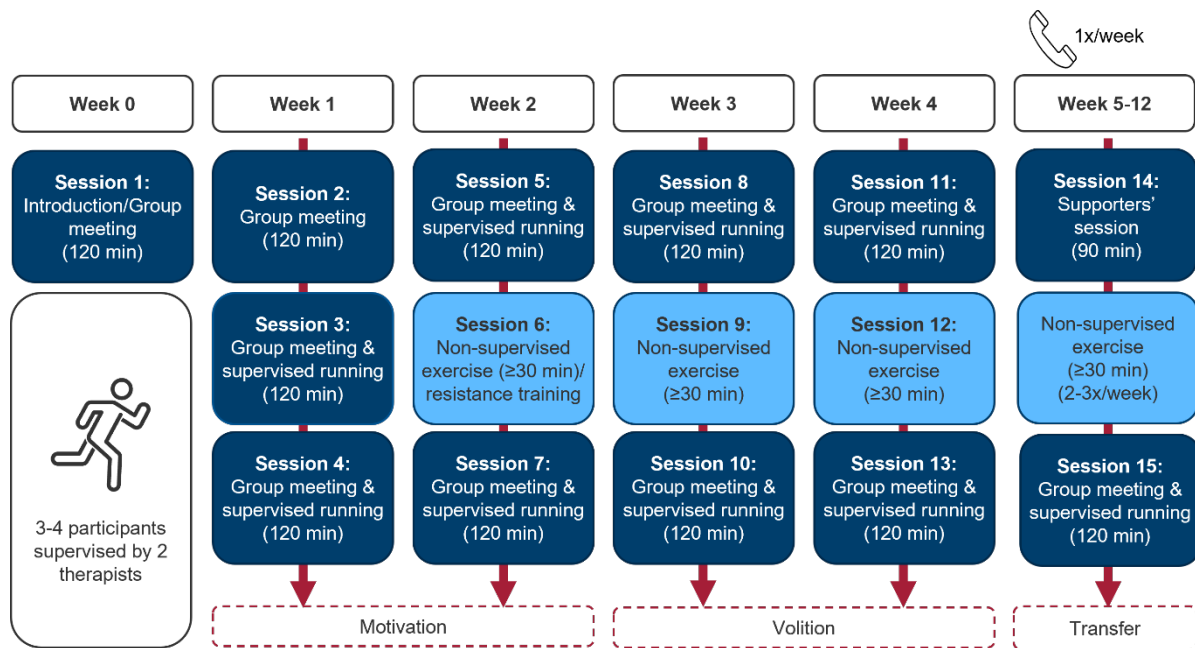 1x/week
Week 0
Week 1
Week 2
Week 3
Week 4
Week 5-12
Session 1:
Introduction/Group
meeting
(120 min)
Session 2:
Group meeting
(120 min)
Session 5:
Group meeting &
supervised running
(120 min)
Session 8
Group meeting &
supervised running
(120 min)
Session 11:
Group meeting &
supervised running
(120 min)
Session 14:
Supporters’
session
(90 min)
Session 3:
Group meeting &
supervised running
(120 min)
Session 6:
Non-supervised
exercise (≥30 min)/
resistance training
Session 9:
Non-supervised
exercise
(≥30 min)
Session 12:
Non-supervised
exercise
(≥30 min)
Non-supervised
exercise
(≥30 min)
(2-3x/week)
3-4 participants
supervised by 2
therapists
Session 4:
Group meeting &
supervised running
(120 min)
Session 7:
Group meeting &
supervised running
(120 min)
Session 10:
Group meeting &
supervised running
(120 min)
Session 13:
Group meeting &
supervised running
(120 min)
Session 15:
Group meeting &
supervised running
(120 min)
Motivation
Volition
Transfer